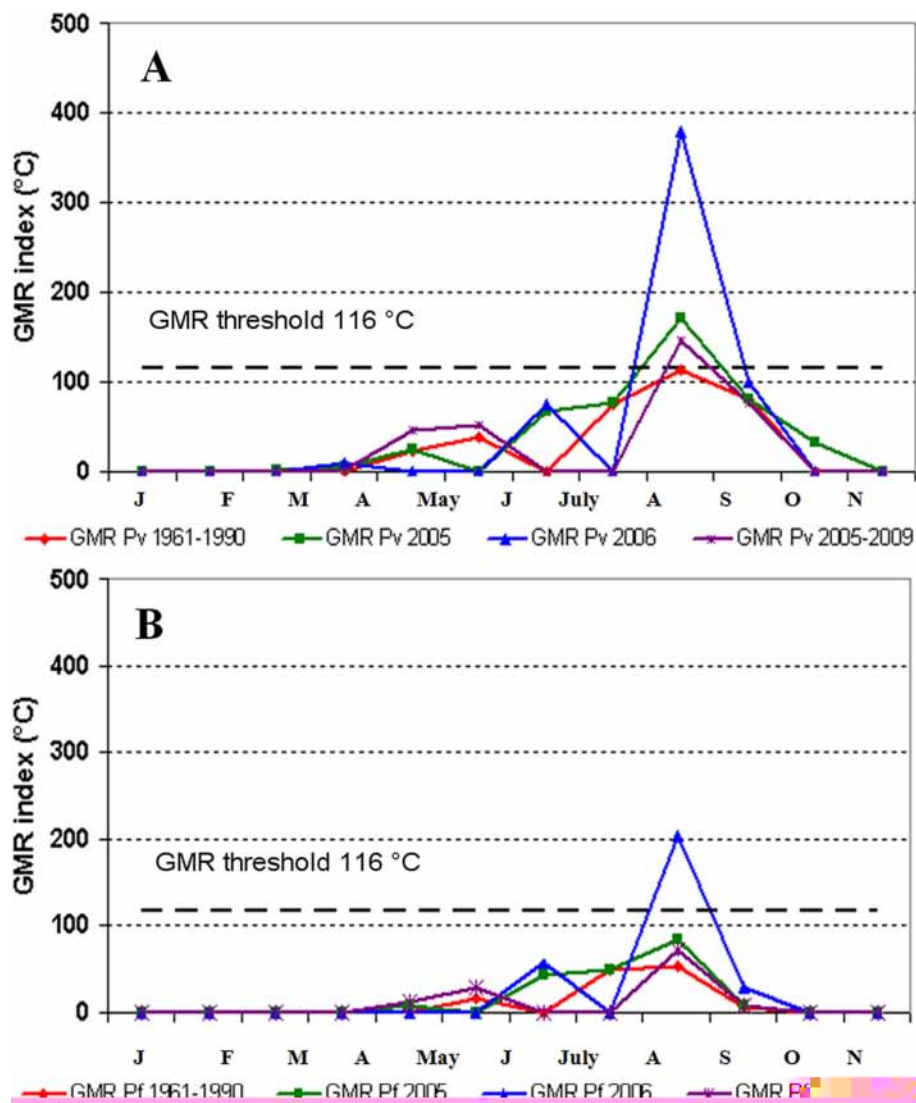 500
A
400
300
200
GMR threshold 116 °C
100
0
GMR index (°C)
J F M A May J July A S O N
GMR Pv 1961-1990 GMR Pv 2005 GMR Pv 2006 GMR Pv 2005-2009
500
B
400
300
200
GMR threshold 116 °C
100
0
GMR index (°C)
J F M A May J July A S O N
GMR Pf 1961-1990 GMR Pf 2005 GMR Pf 2006 GMR